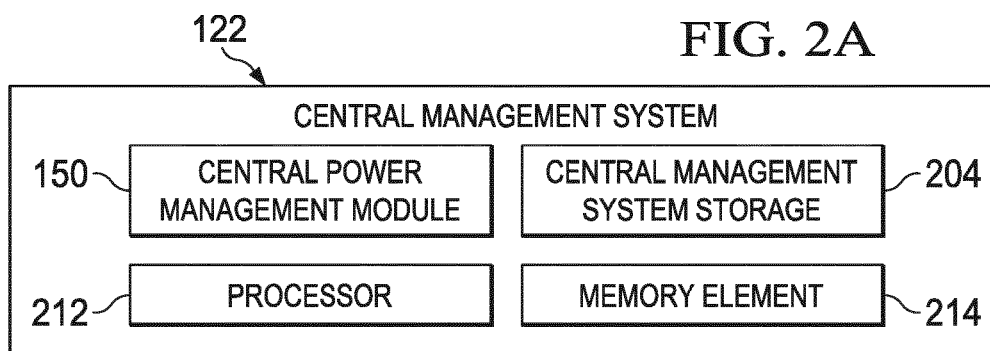 FIG. 2A
122
CENTRAL MANAGEMENT SYSTEM
150
CENTRAL POWER
MANAGEMENT MODULE
CENTRAL MANAGEMENT
SYSTEM STORAGE
204
212
PROCESSOR
MEMORY ELEMENT
214